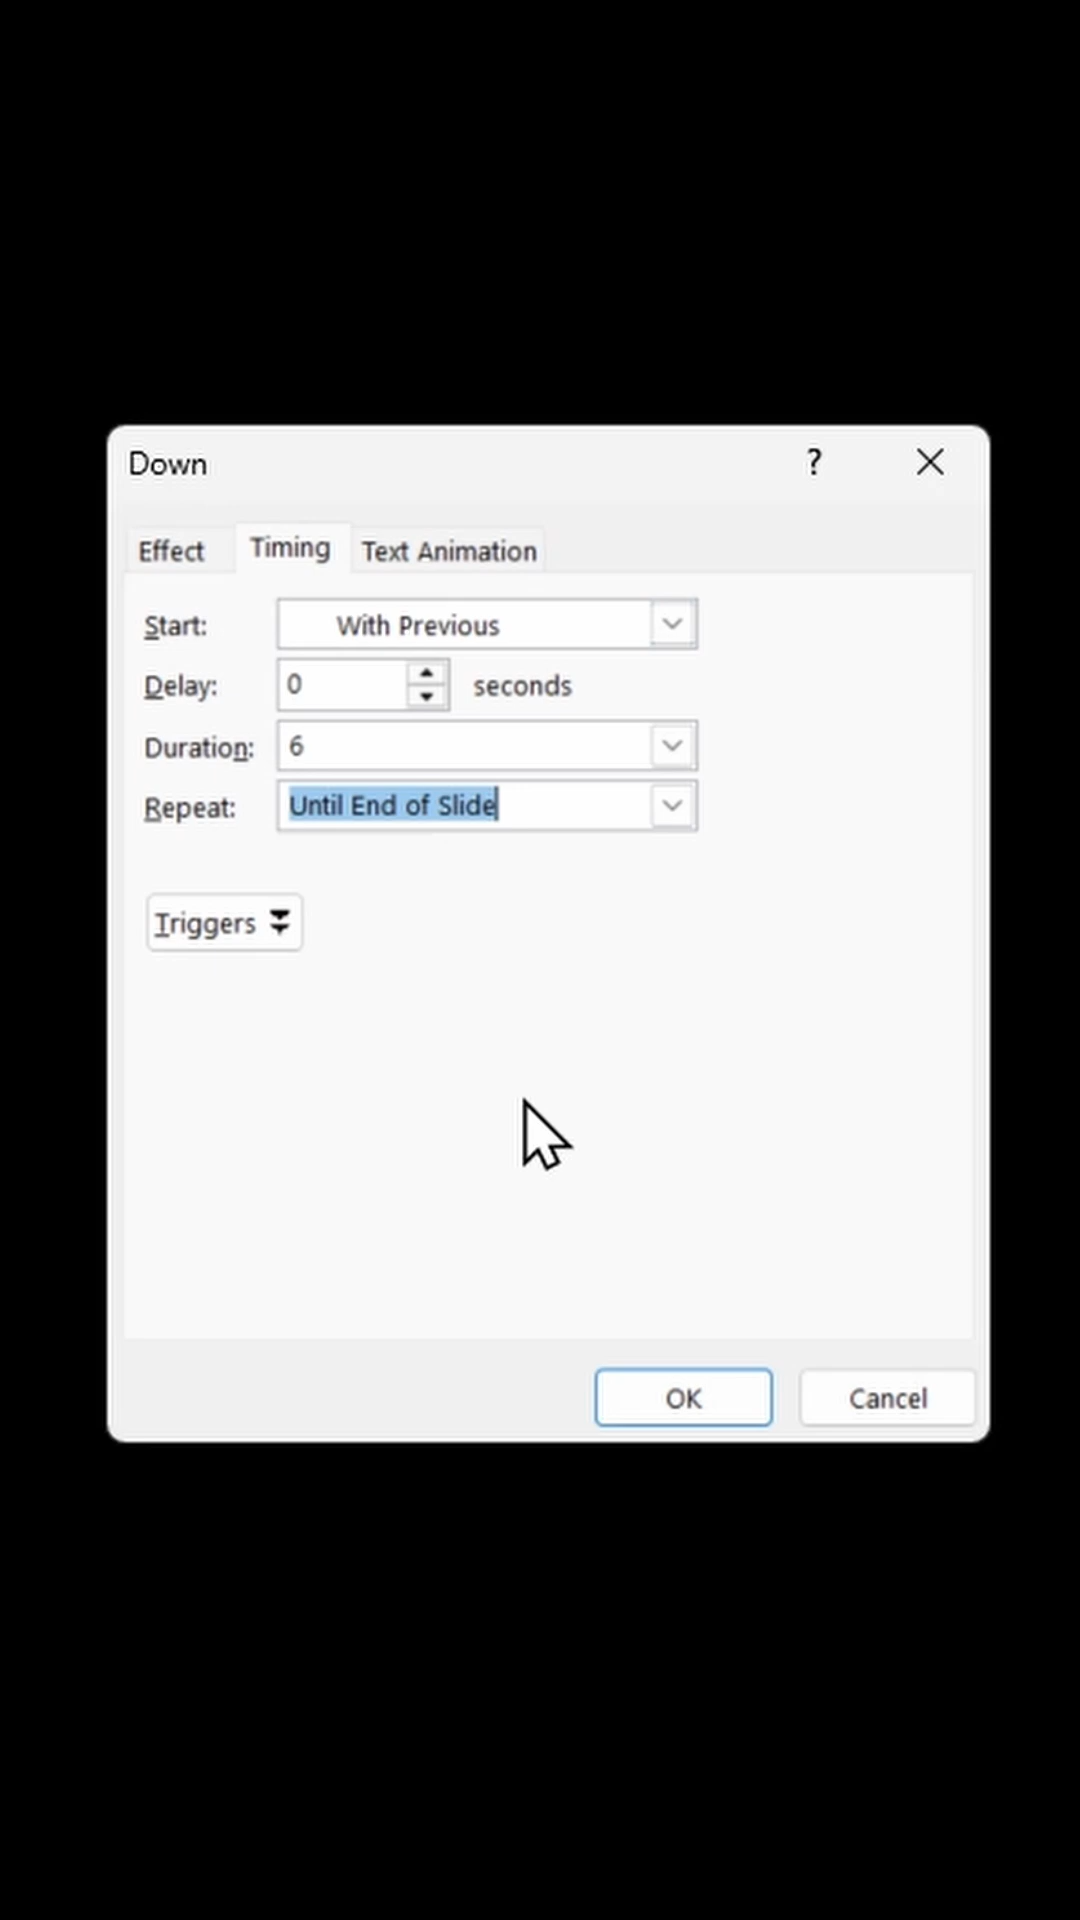 Down ?
Effect Timing Text Animation
Start: With Previous
Delay: 0 seconds
Duration: 6
Repeat: Until End of Slide
Triggers
OK Cancel